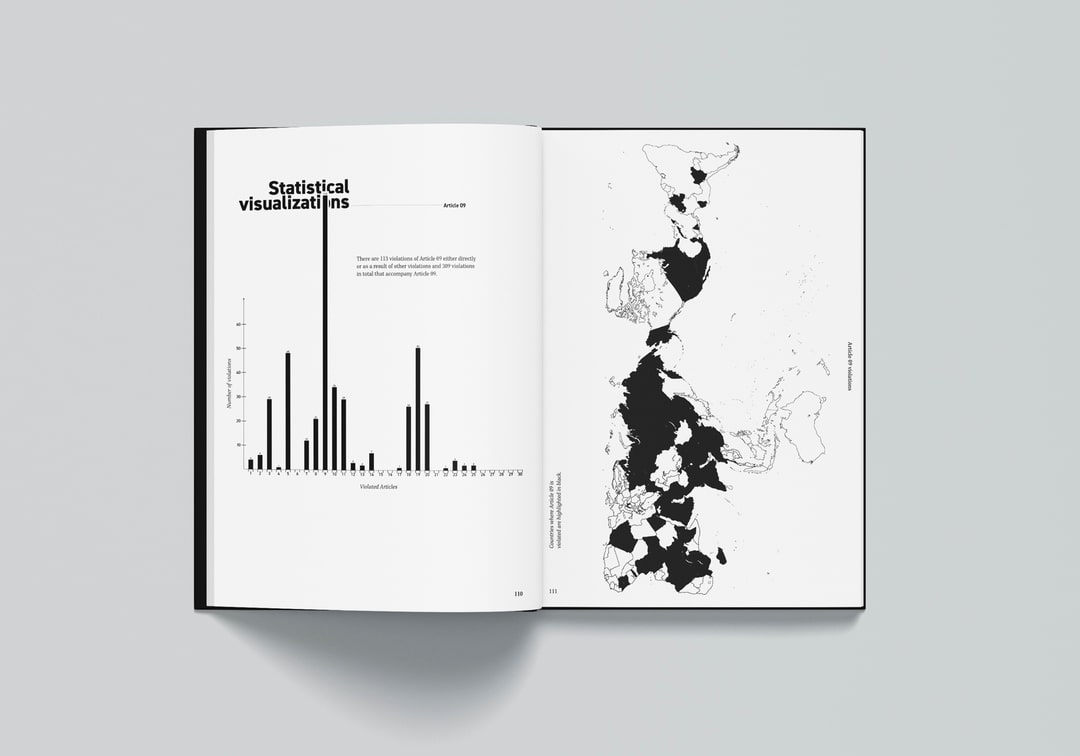 Statistical
visualizations
Article 09
There are 113 violations of Article 09 either directly
or as a result of other violations and 309 violations
in total that accompany Article 09.
Number of violations
60
50
40
30
20
10
1 2 3 4 5 6 7 8 9 10 11 12 13 14 15 16 17 18 19 20 21 22 23 24 25 26 27 28 29 30
Violated Articles
110
Article 09 violations
Countries where Article 09 is
violated are highlighted in black.
111